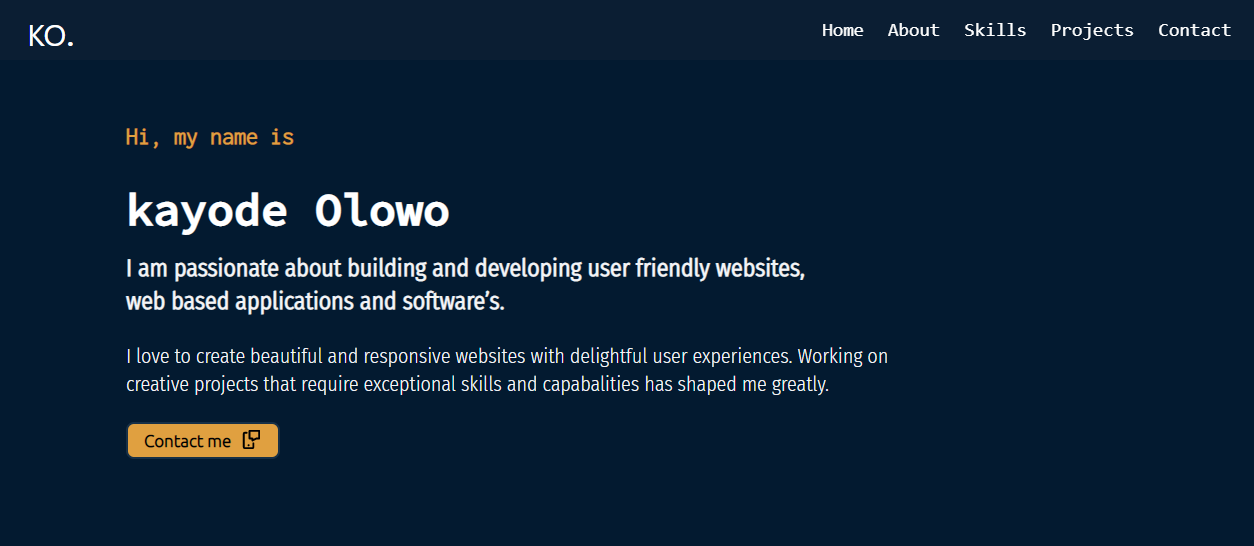 KO.
Home About Skills Projects Contact
Hi, my name is
kayode Olowo
I am passionate about building and developing user friendly websites,
web based applications and software’s.
I love to create beautiful and responsive websites with delightful user experiences. Working on
creative projects that require exceptional skills and capabalities has shaped me greatly.
Contact me